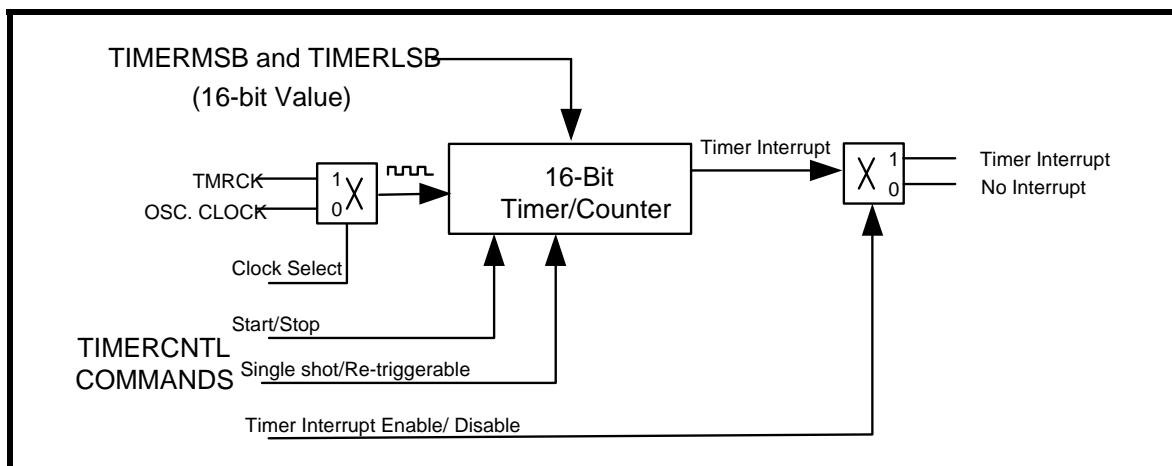 TIMERMSB and TIMERLSB
(16-bit Value)
TMRCK
OSC. CLOCK
1
0
X
Clock Select
16-Bit
Timer/Counter
Timer Interrupt
X
1
0
Timer Interrupt
No Interrupt
Start/Stop
TIMERCNTL
COMMANDS
Single shot/Re-triggerable
Timer Interrupt Enable/ Disable